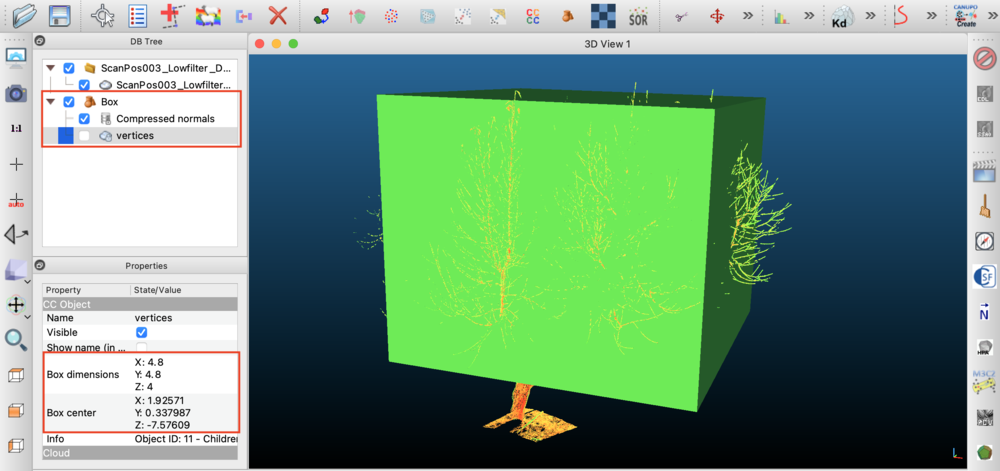 CC
CC
SOR
»
»
Kd
»
»
CANUPO
Create
»
DB Tree
3D View 1
ScanPos003_Lowfilter_D...
ScanPos003_Lowfilter...
Box
Compressed normals
vertices
1:1
auto
Properties
Property State/Value
CC Object
Name vertices
Visible
Show name (in ...
Box dimensions
X: 4.8
Y: 4.8
Z: 4
Box center
X: 1.92571
Y: 0.337987
Z: -7.57609
Info Object ID: 11 - Children
Cloud
SF
N
HPR
M3C2